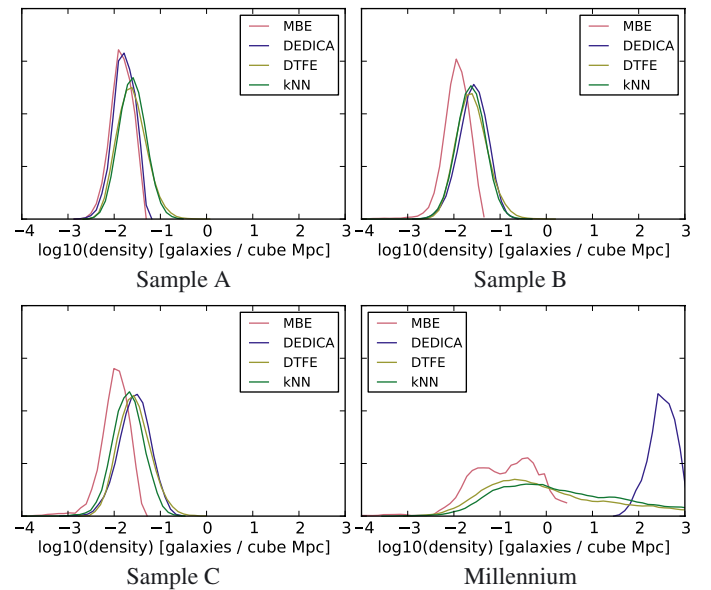 MBE
DEDICA
DTFE
kNN
−4 −3 −2 −1 0 1 2 3
log10(density) [galaxies / cube Mpc]
Sample A
MBE
DEDICA
DTFE
kNN
−4 −3 −2 −1 0 1 2 3
log10(density) [galaxies / cube Mpc]
Sample B
MBE
DEDICA
DTFE
kNN
−4 −3 −2 −1 0 1 2 3
log10(density) [galaxies / cube Mpc]
Sample C
MBE
DEDICA
DTFE
kNN
−4 −3 −2 −1 0 1 2 3
log10(density) [galaxies / cube Mpc]
Millennium